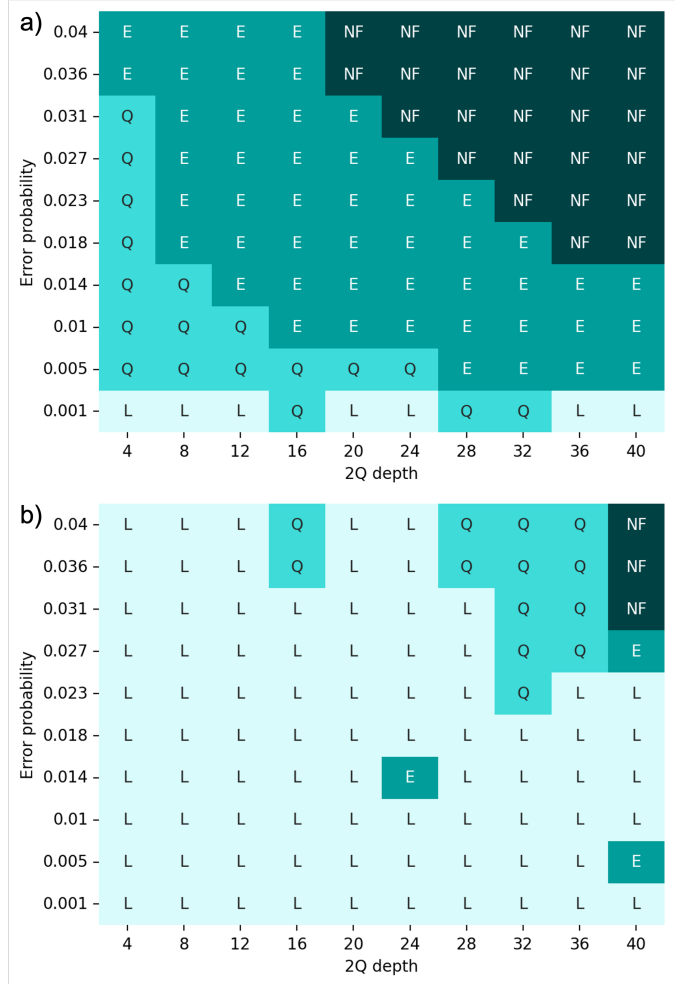 a)
Error probability
0.04 E E E E NF NF NF NF NF NF
0.036 E E E E NF NF NF NF NF NF
0.031 Q E E E E NF NF NF NF NF
0.027 Q E E E E E NF NF NF NF
0.023 Q E E E E E E NF NF NF
0.018 Q E E E E E E E NF NF
0.014 Q Q E E E E E E E E
0.01 Q Q Q E E E E E E E
0.005 Q Q Q Q Q Q E E E E
0.001 L L L Q L L Q Q L L
4 8 12 16 20 24 28 32 36 40
2Q depth
b)
Error probability
0.04 L L L Q L L Q Q Q NF
0.036 L L L Q L L Q Q Q NF
0.031 L L L L L L L Q Q NF
0.027 L L L L L L L Q Q E
0.023 L L L L L L L Q L L
0.018 L L L L L L L L L L
0.014 L L L L L E L L L L
0.01 L L L L L L L L L L
0.005 L L L L L L L L L E
0.001 L L L L L L L L L L
4 8 12 16 20 24 28 32 36 40
2Q depth